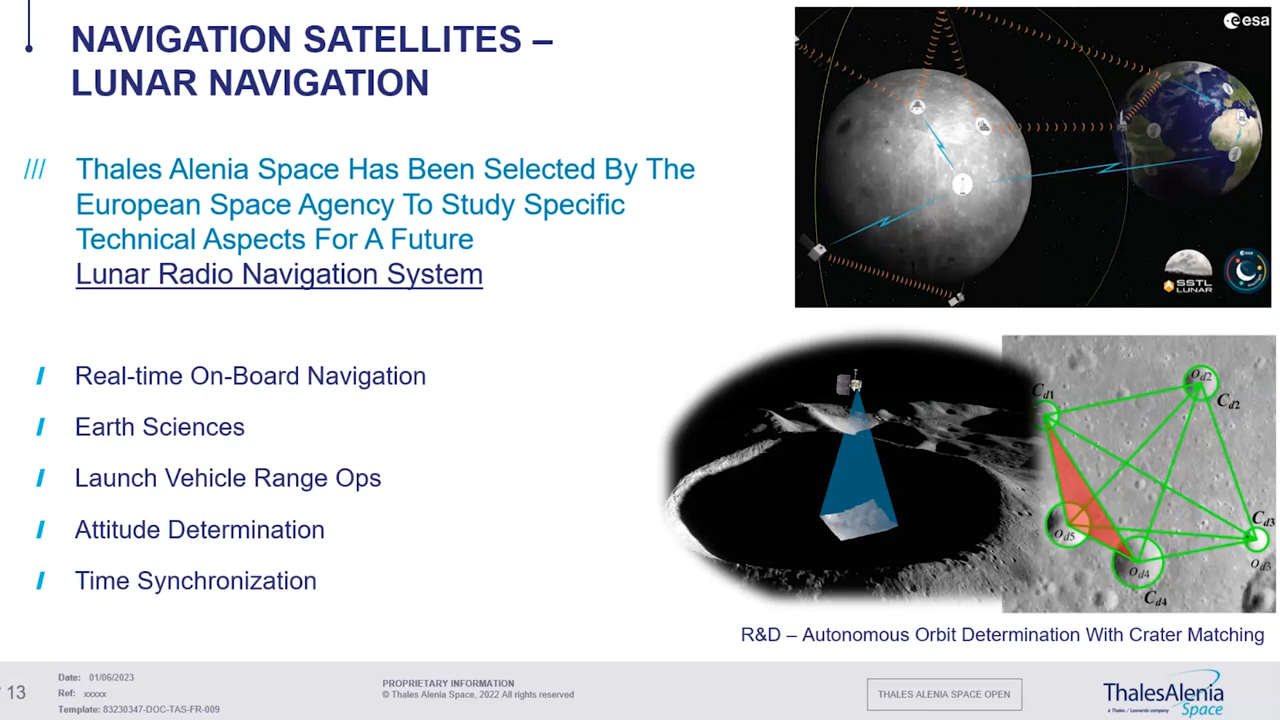 NAVIGATION SATELLITES –
LUNAR NAVIGATION
esa
/// Thales Alenia Space Has Been Selected By The
European Space Agency To Study Specific
Technical Aspects For A Future
Lunar Radio Navigation System
SSTL
LUNAR
Real-time On-Board Navigation
Earth Sciences
Launch Vehicle Range Ops
Attitude Determination
Time Synchronization
Cd1
Od2
Cd2
Cd3
Od5
Od3
Od4
Cd4
R&D – Autonomous Orbit Determination With Crater Matching
13
Date: 01/06/2023
Ref: xxxxx
Template: 83230347-DOC-TAS-FR-009
PROPRIETARY INFORMATION
© Thales Alenia Space, 2022 All rights reserved
THALES ALENIA SPACE OPEN
ThalesAlenia
a Thales / Leonardo company
Space